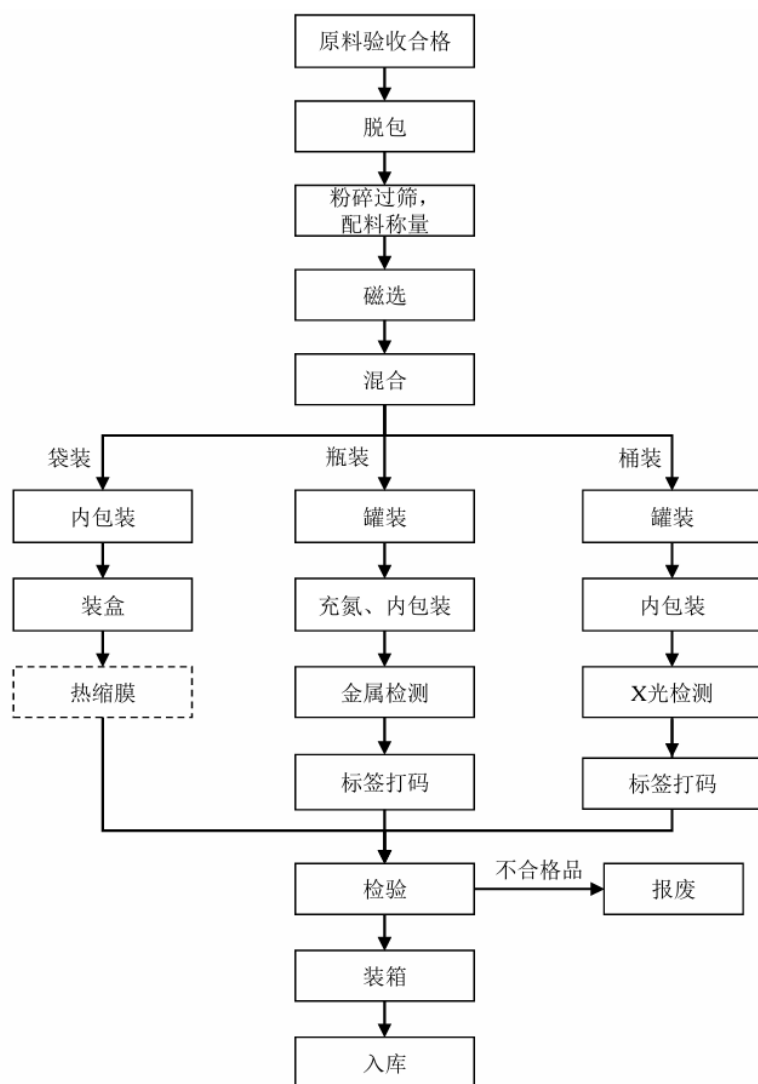 原料验收合格
脱包
粉碎过筛，
配料称量
磁选
混合
袋装
瓶装
桶装
内包装
罐装
罐装
装盒
充氮、内包装
内包装
热缩膜
金属检测
X光检测
标签打码
标签打码
检验
不合格品
报废
装箱
入库